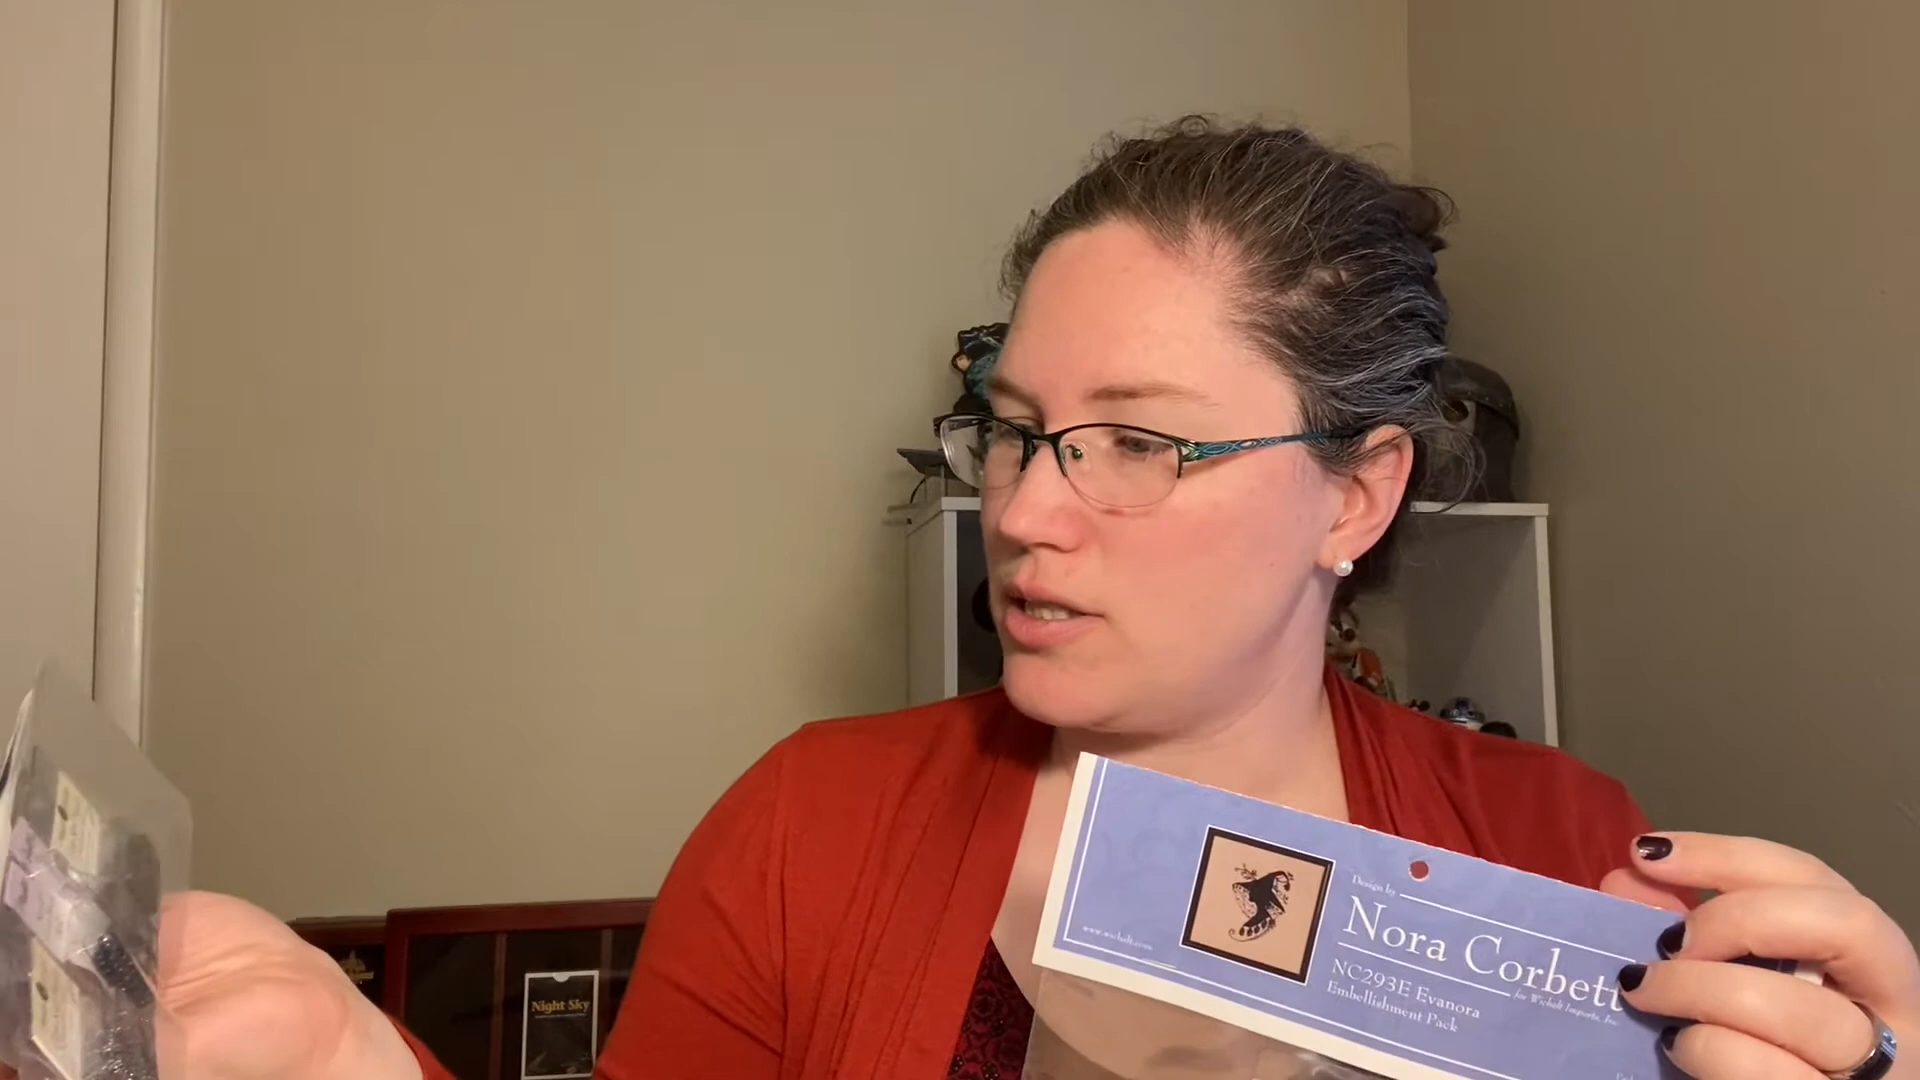 Night Sky
Design by
Nora Corbett
for Wichelt Imports, Inc.
NC293E Evanora
Embellishment Pack
www.wichelt.com